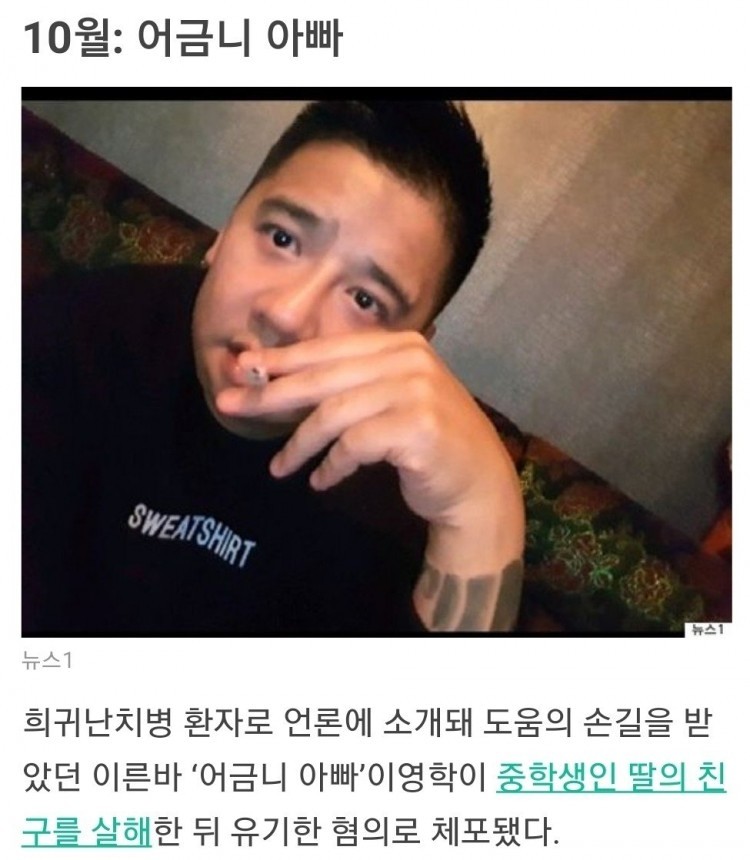 10월: 어금니 아빠
SWEATSHIRT
뉴스1
뉴스1
희귀난치병 환자로 언론에 소개돼 도움의 손길을 받
았던 이른바 ‘어금니 아빠’이영학이 중학생인 딸의 친
구를 살해한 뒤 유기한 혐의로 체포됐다.